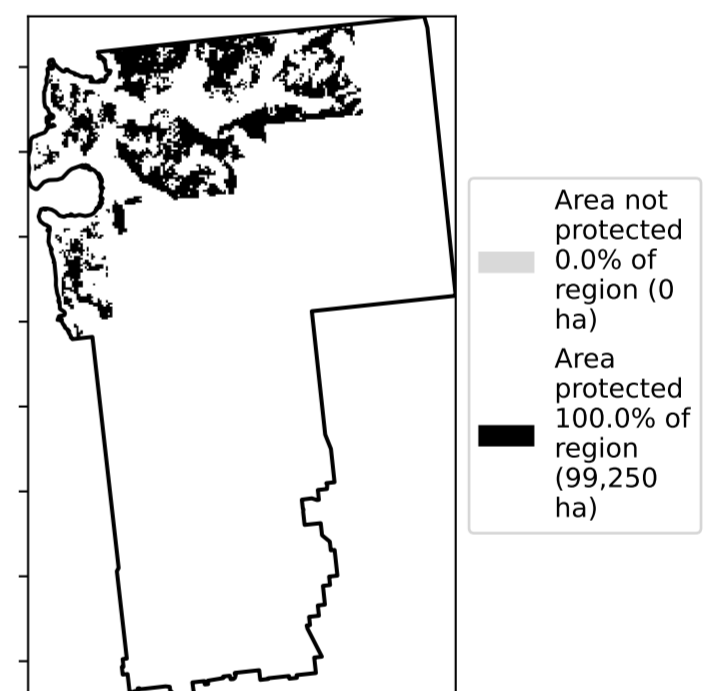 Area not
protected
0.0% of
region (0
ha)
Area
protected
100.0% of
region
(99,250
ha)